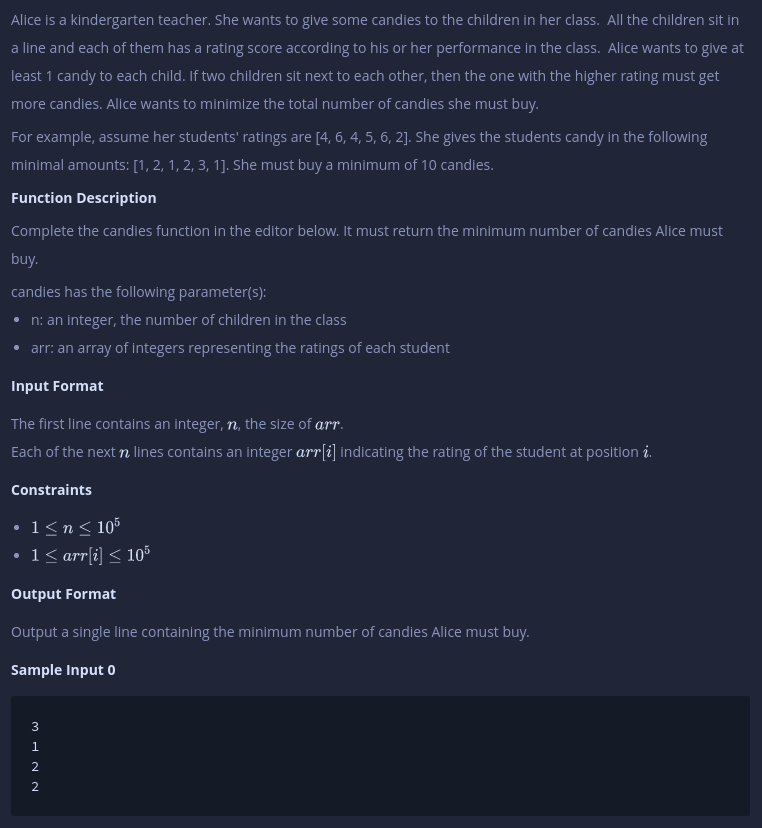 Alice is a kindergarten teacher. She wants to give some candies to the children in her class.  All the children sit in
a line and each of them has a rating score according to his or her performance in the class.  Alice wants to give at
least 1 candy to each child. If two children sit next to each other, then the one with the higher rating must get
more candies. Alice wants to minimize the total number of candies she must buy.
For example, assume her students' ratings are [4, 6, 4, 5, 6, 2]. She gives the students candy in the following
minimal amounts: [1, 2, 1, 2, 3, 1]. She must buy a minimum of 10 candies.
Function Description
Complete the candies function in the editor below. It must return the minimum number of candies Alice must
buy.
candies has the following parameter(s):
• n: an integer, the number of children in the class
• arr: an array of integers representing the ratings of each student
Input Format
The first line contains an integer, n, the size of arr.
Each of the next n lines contains an integer arr[i] indicating the rating of the student at position i.
Constraints
• 1 ≤ n ≤ 10⁵
• 1 ≤ arr[i] ≤ 10⁵
Output Format
Output a single line containing the minimum number of candies Alice must buy.
Sample Input 0
3
1
2
2